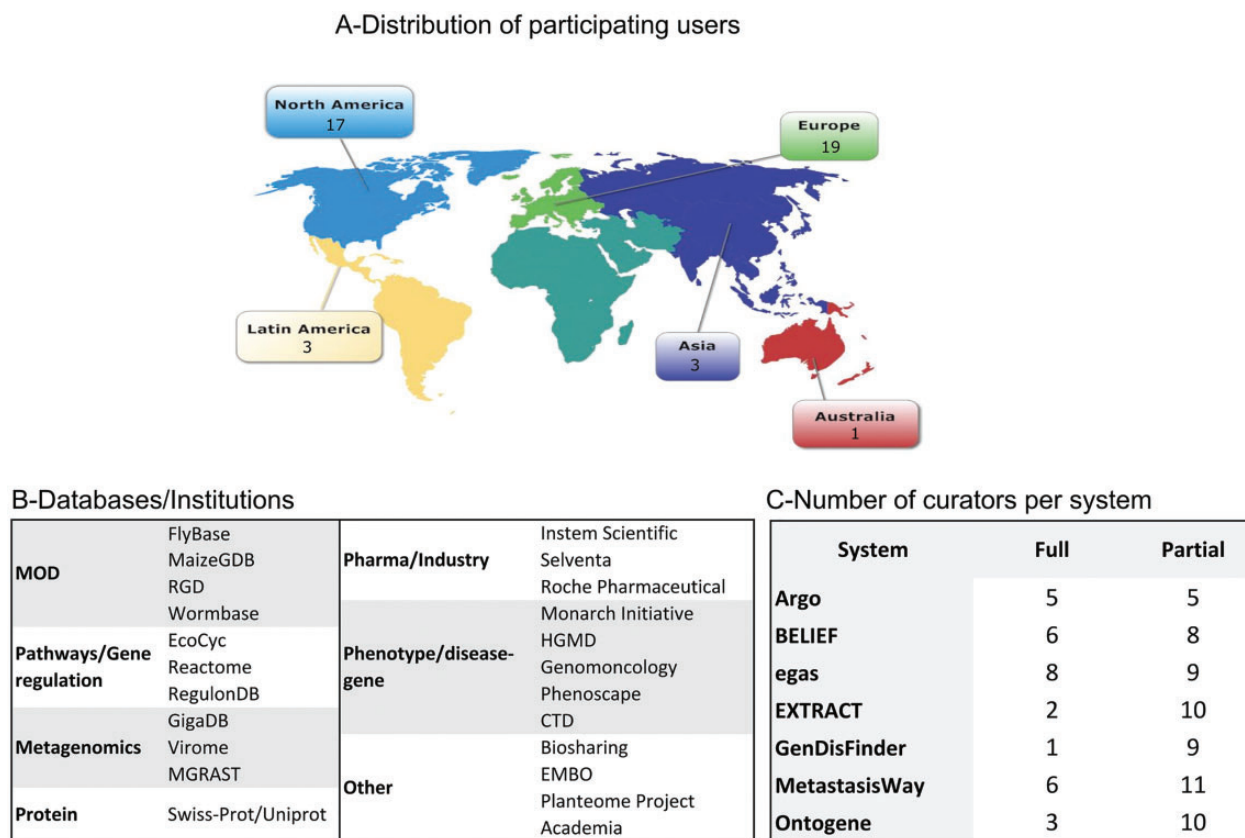 A-Distribution of participating users
North America
17
Europe
19
Latin America
3
Asia
3
Australia
1
B-Databases/Institutions
MOD
FlyBase
MaizeGDB
RGD
Wormbase
Pathways/Gene
regulation
EcoCyc
Reactome
RegulonDB
Metagenomics
GigaDB
Virome
MGRAST
Protein
Swiss-Prot/Uniprot
Pharma/Industry
Instem Scientific
Selventa
Roche Pharmaceutical
Phenotype/disease-
gene
Monarch Initiative
HGMD
Genomoncology
Phenoscape
CTD
Other
Biosharing
EMBO
Planteome Project
Academia
C-Number of curators per system
System Full Partial
Argo 5 5
BELIEF 6 8
egas 8 9
EXTRACT 2 10
GenDisFinder 1 9
MetastasisWay 6 11
Ontogene 3 10